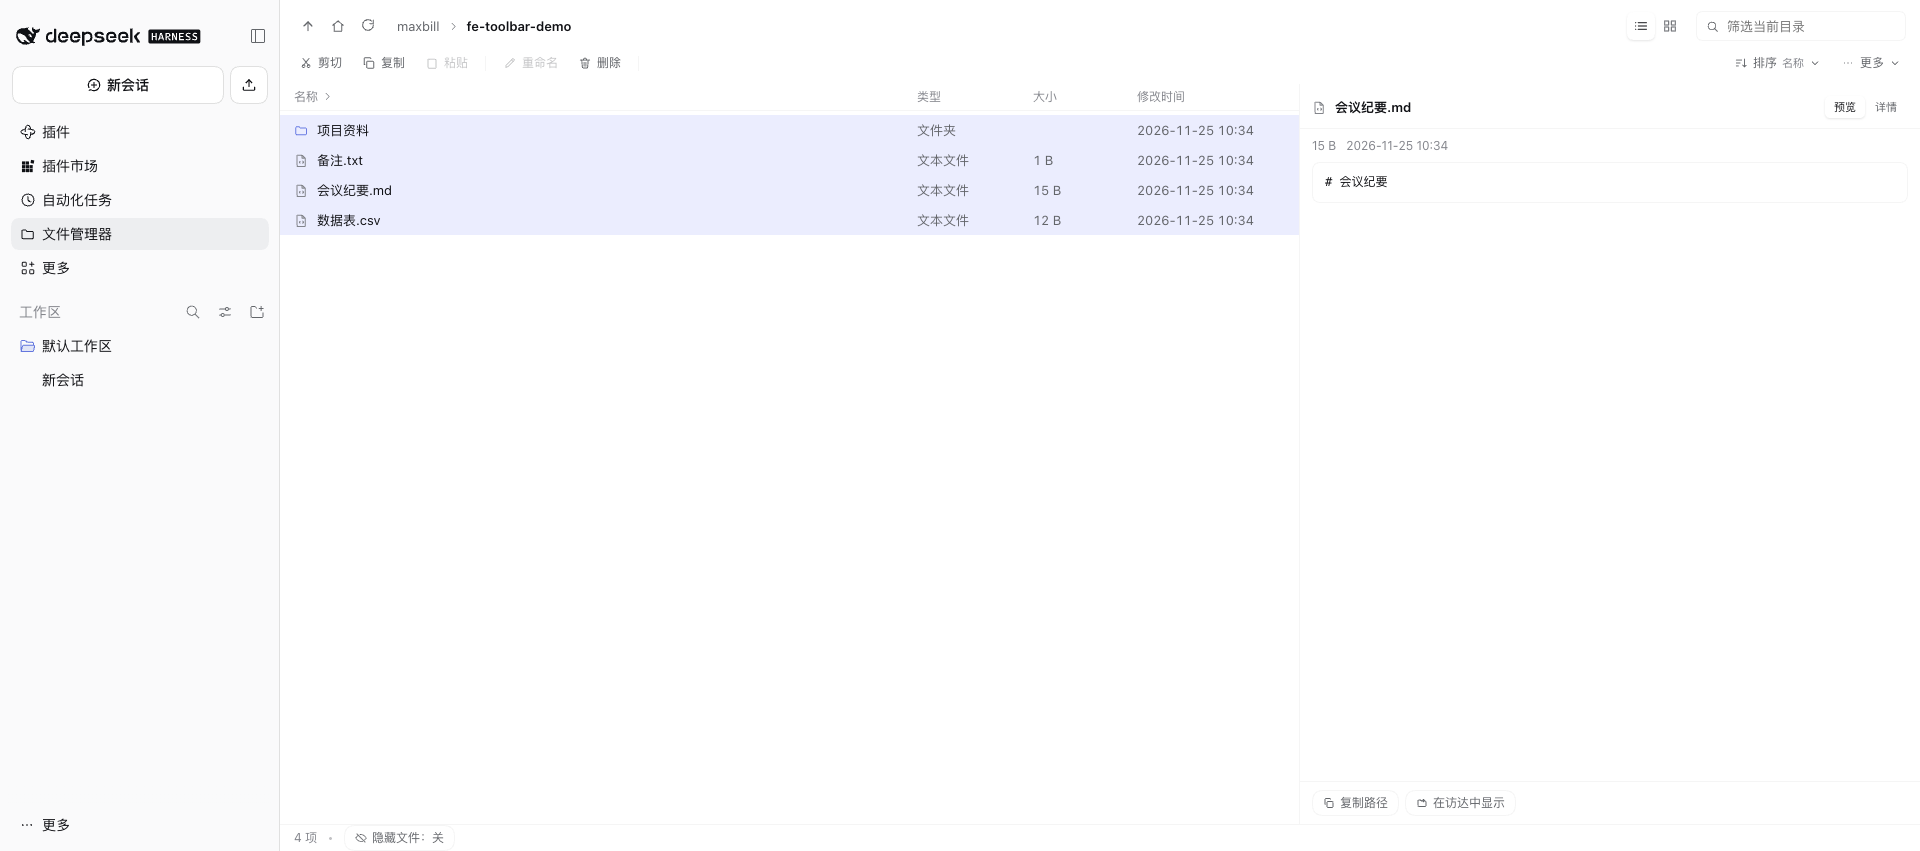 deepseek HARNESS
新会话
插件
插件市场
自动化任务
文件管理器
更多
工作区
默认工作区
新会话
更多
maxbill > fe-toolbar-demo
筛选当前目录
剪切 复制 粘贴 重命名 删除
排序 名称 ··· 更多
名称 类型 大小 修改时间
项目资料 文件夹 2026-11-25 10:34
备注.txt 文本文件 1 B 2026-11-25 10:34
会议纪要.md 文本文件 15 B 2026-11-25 10:34
数据表.csv 文本文件 12 B 2026-11-25 10:34
会议纪要.md 预览 详情
15 B 2026-11-25 10:34
# 会议纪要
复制路径 在访达中显示
4 项 • 隐藏文件：关